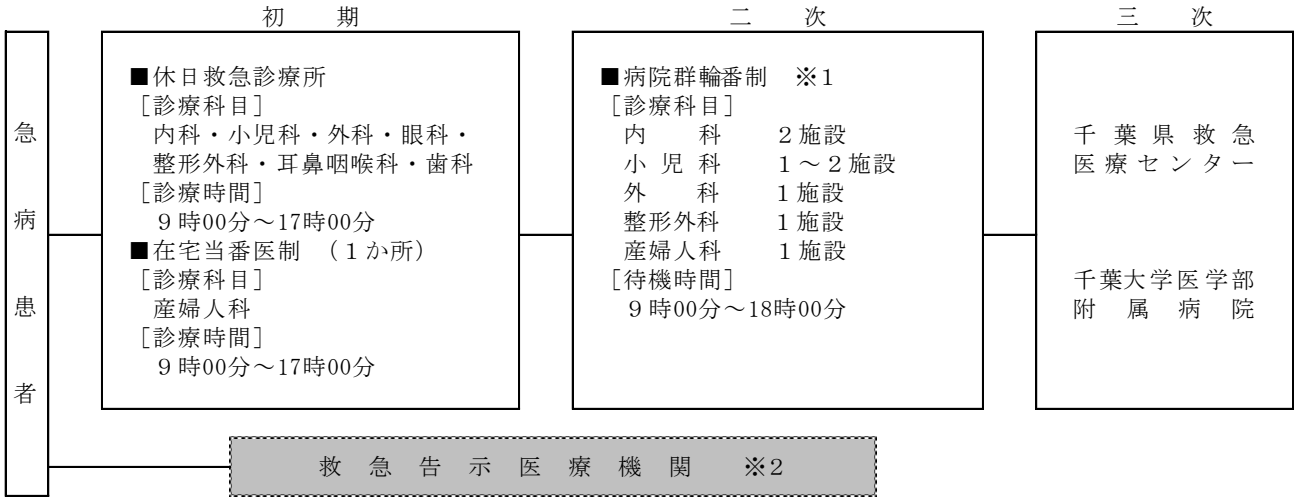 初 期
二 次
三 次
急病患者
■休日救急診療所
[診療科目]
内科・小児科・外科・眼科・
整形外科・耳鼻咽喉科・歯科
[診療時間]
9時00分～17時00分
■在宅当番医制 （1か所）
[診療科目]
産婦人科
[診療時間]
9時00分～17時00分
■病院群輪番制 ※1
[診療科目]
内 科 2施設
小児科 1～2施設
外 科 1施設
整形外科 1施設
産婦人科 1施設
[待機時間]
9時00分～18時00分
千葉県救急
医療センター
千葉大学医学部
附属病院
救急告示医療機関 ※2